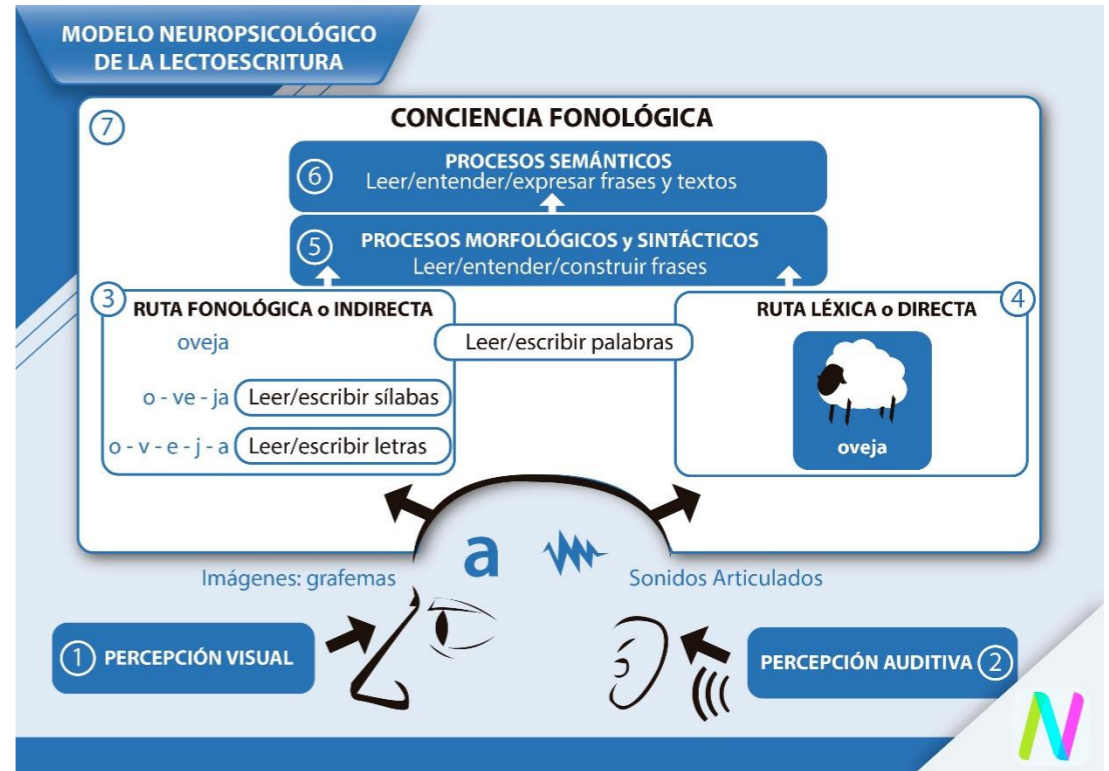 MODELO NEUROPSICOLÓGICO
DE LA LECTOESCRITURA
7
CONCIENCIA FONOLÓGICA
6
PROCESOS SEMÁNTICOS
Leer/entender/expresar frases y textos
5
PROCESOS MORFOLÓGICOS y SINTÁCTICOS
Leer/entender/construir frases
3
RUTA FONOLÓGICA o INDIRECTA
oveja
o - ve - ja Leer/escribir sílabas
o - v - e - j - a Leer/escribir letras
Leer/escribir palabras
4
RUTA LÉXICA o DIRECTA
oveja
a
Imágenes: grafemas
Sonidos Articulados
1 PERCEPCIÓN VISUAL
PERCEPCIÓN AUDITIVA 2
N